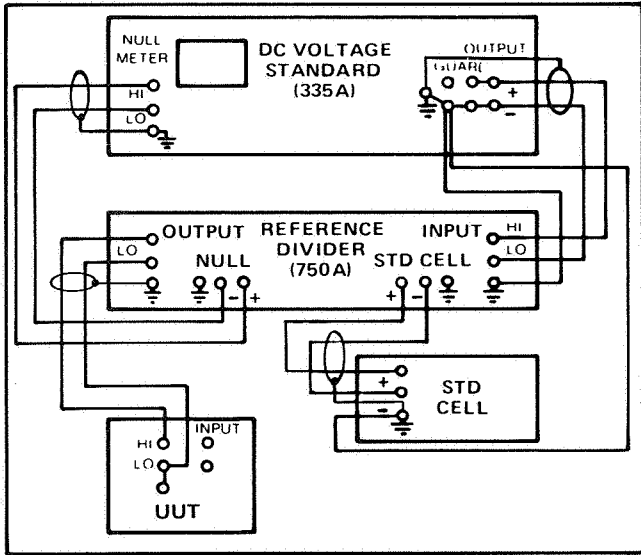 NULL
METER
DC VOLTAGE
STANDARD
(335A)
OUTPUT
HI
LO
+
-
OUTPUT
REFERENCE
DIVIDER
(750A)
INPUT
HI
LO
LO
NULL
STD CELL
- +
+ -
STD
CELL
+
-
HI
INPUT
LO
UUT